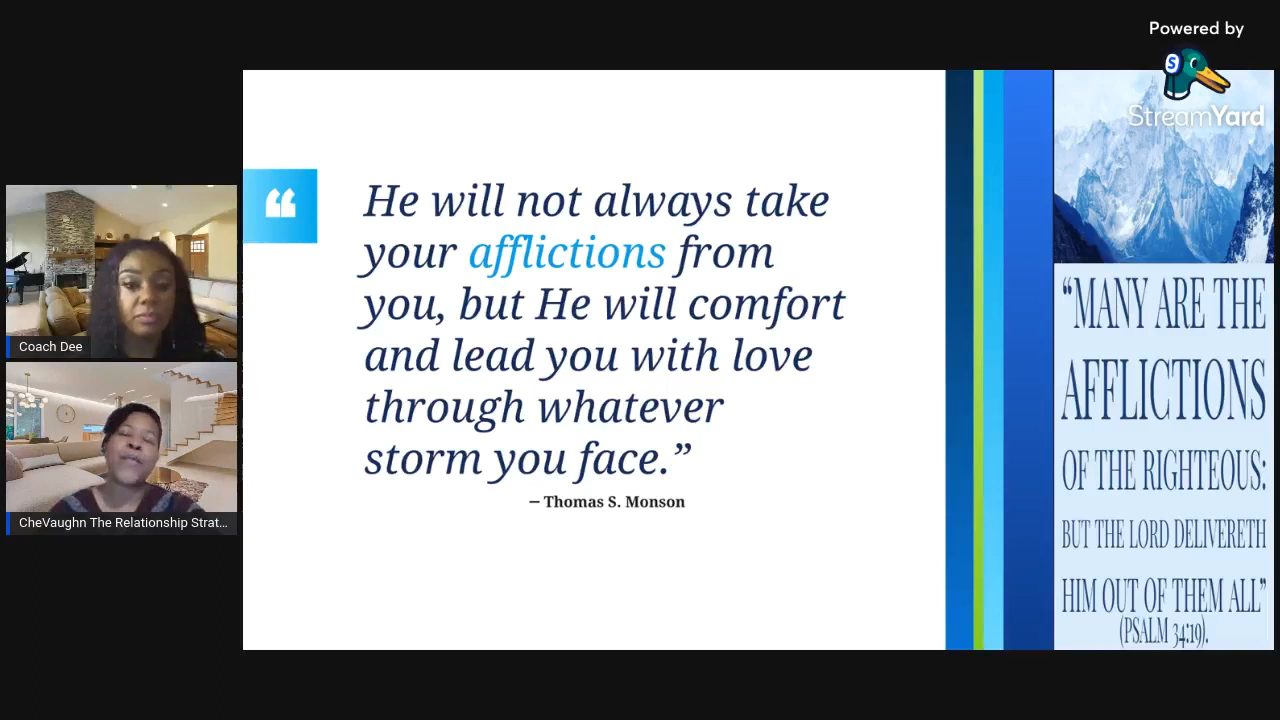 Powered by
S
StreamYard
Coach Dee
CheVaughn The Relationship Strat...
“
He will not always take
your afflictions from
you, but He will comfort
and lead you with love
through whatever
storm you face.”
– Thomas S. Monson
“MANY ARE THE
AFFLICTIONS
OF THE RIGHTEOUS:
BUT THE LORD DELIVERETH
HIM OUT OF THEM ALL”
(PSALM 34:19).